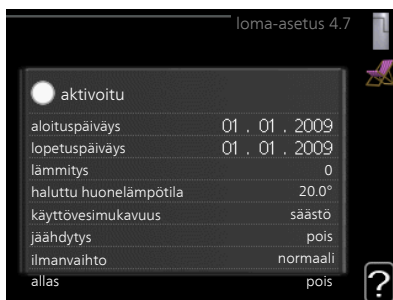 loma-asetus 4.7
aktivoitu
aloituspäiväys 01 . 01 . 2009
lopetuspäiväys 01 . 01 . 2009
lämmitys 0
haluttu huonelämpötila 20.0°
käyttövesimukavuus säästö
jäähdytys pois
ilmanvaihto normaali
allas pois
?